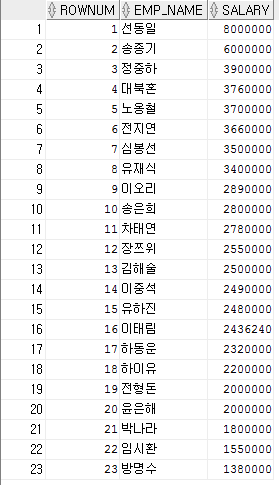 ROWNUM EMP_NAME SALARY
1 1 선동일 8000000
2 2 송종기 6000000
3 3 정중하 3900000
4 4 대북혼 3760000
5 5 노옹철 3700000
6 6 전지연 3660000
7 7 심봉선 3500000
8 8 유재식 3400000
9 9 이오리 2890000
10 10 송은희 2800000
11 11 차태연 2780000
12 12 장쯔위 2550000
13 13 김해술 2500000
14 14 이중석 2490000
15 15 유하진 2480000
16 16 이태림 2436240
17 17 하동운 2320000
18 18 하이유 2200000
19 19 전형돈 2000000
20 20 윤은해 2000000
21 21 박나라 1800000
22 22 임시환 1550000
23 23 방명수 1380000